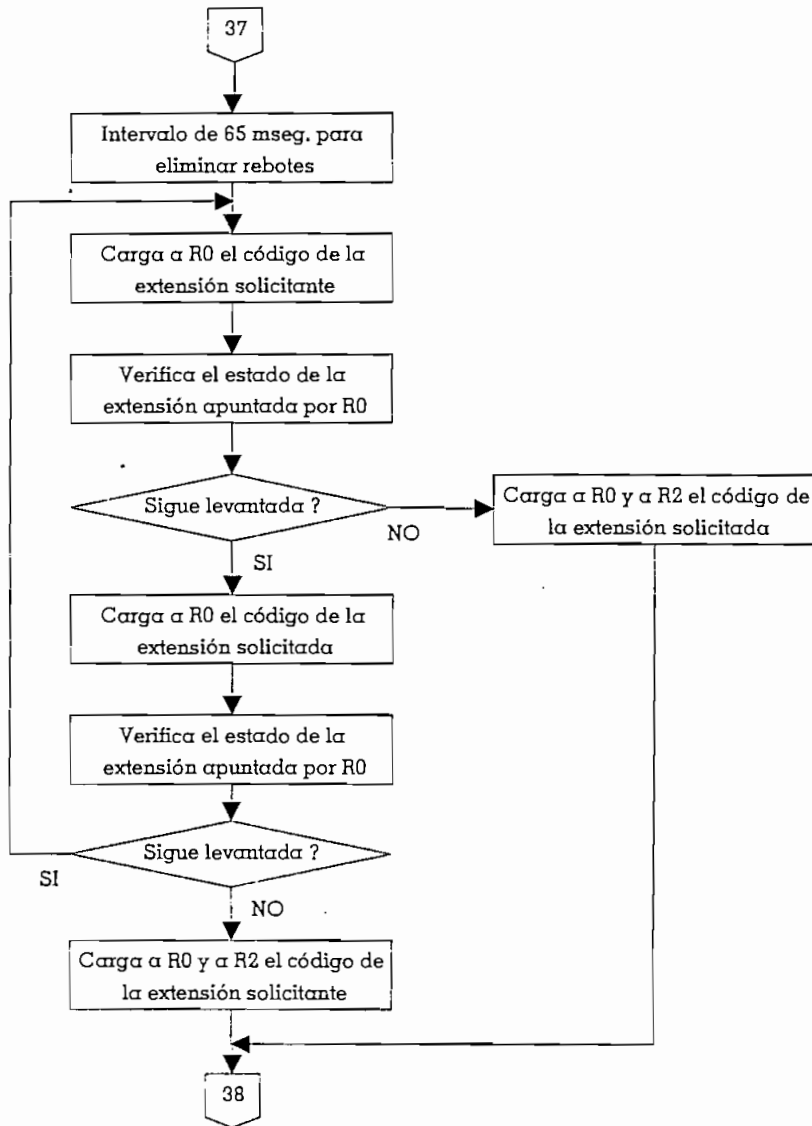 37
Intervalo de 65 mseg. para
eliminar rebotes
Carga a R0 el código de la
extensión solicitante
Verifica el estado de la
extensión apuntada por R0
Sigue levantada ?
NO
SI
Carga a R0 y a R2 el código de
la extensión solicitada
Carga a R0 el código de la
extensión solicitada
Verifica el estado de la
extensión apuntada por R0
Sigue levantada ?
SI
NO
Carga a R0 y a R2 el código de
la extensión solicitante
38